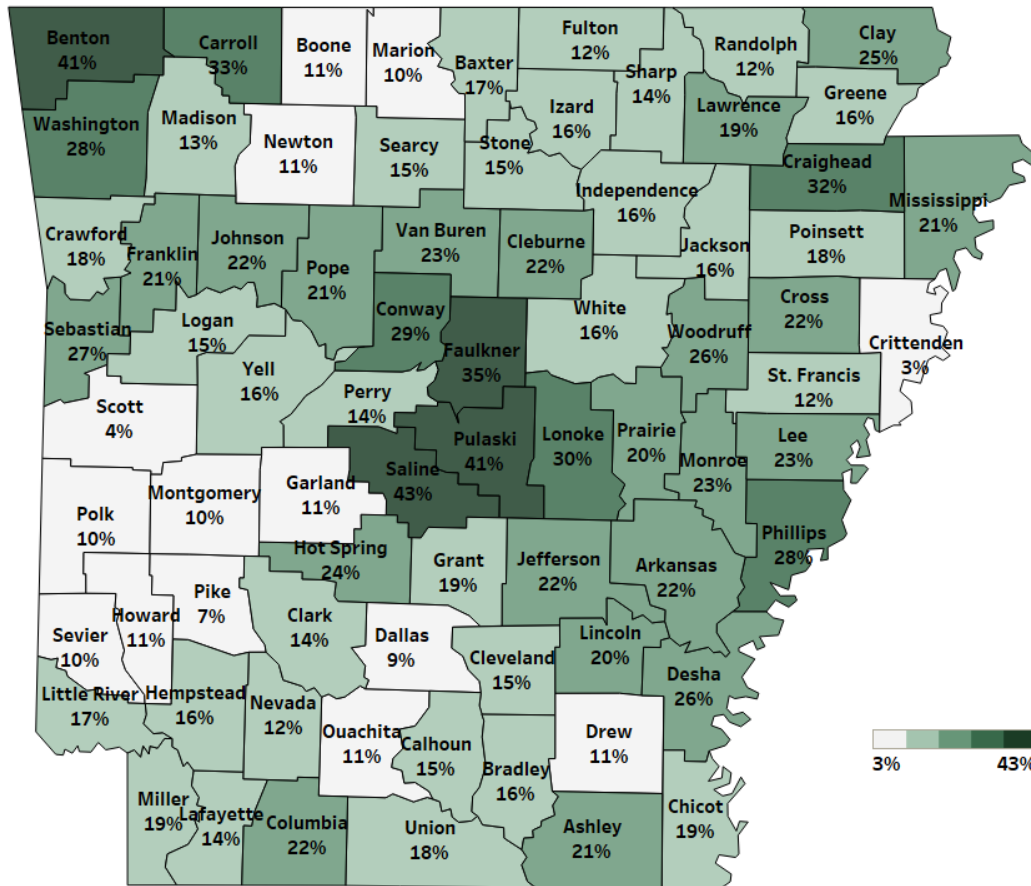 Benton
41%
Carroll
33%
Boone
11%
Marion
10%
Baxter
17%
Fulton
12%
Sharp
14%
Randolph
12%
Clay
25%
Washington
28%
Madison
13%
Newton
11%
Searcy
15%
Stone
15%
Izard
16%
Lawrence
19%
Greene
16%
Independence
16%
Craighead
32%
Mississippi
21%
Crawford
18%
Franklin
21%
Johnson
22%
Pope
21%
Van Buren
23%
Cleburne
22%
Jackson
16%
Poinsett
18%
Sebastian
27%
Logan
15%
Conway
29%
Faulkner
35%
White
16%
Woodruff
26%
Cross
22%
Crittenden
3%
Yell
16%
Perry
14%
St. Francis
12%
Scott
4%
Saline
43%
Pulaski
41%
Lonoke
30%
Prairie
20%
Monroe
23%
Lee
23%
Polk
10%
Montgomery
10%
Garland
11%
Phillips
28%
Hot Spring
24%
Grant
19%
Jefferson
22%
Arkansas
22%
Howard
11%
Pike
7%
Clark
14%
Dallas
9%
Sevier
10%
Cleveland
15%
Lincoln
20%
Desha
26%
Little River
17%
Hempstead
16%
Nevada
12%
Ouachita
11%
Calhoun
15%
Bradley
16%
Drew
11%
Miller
19%
Lafayette
14%
Columbia
22%
Union
18%
Ashley
21%
Chicot
19%
3% 43%